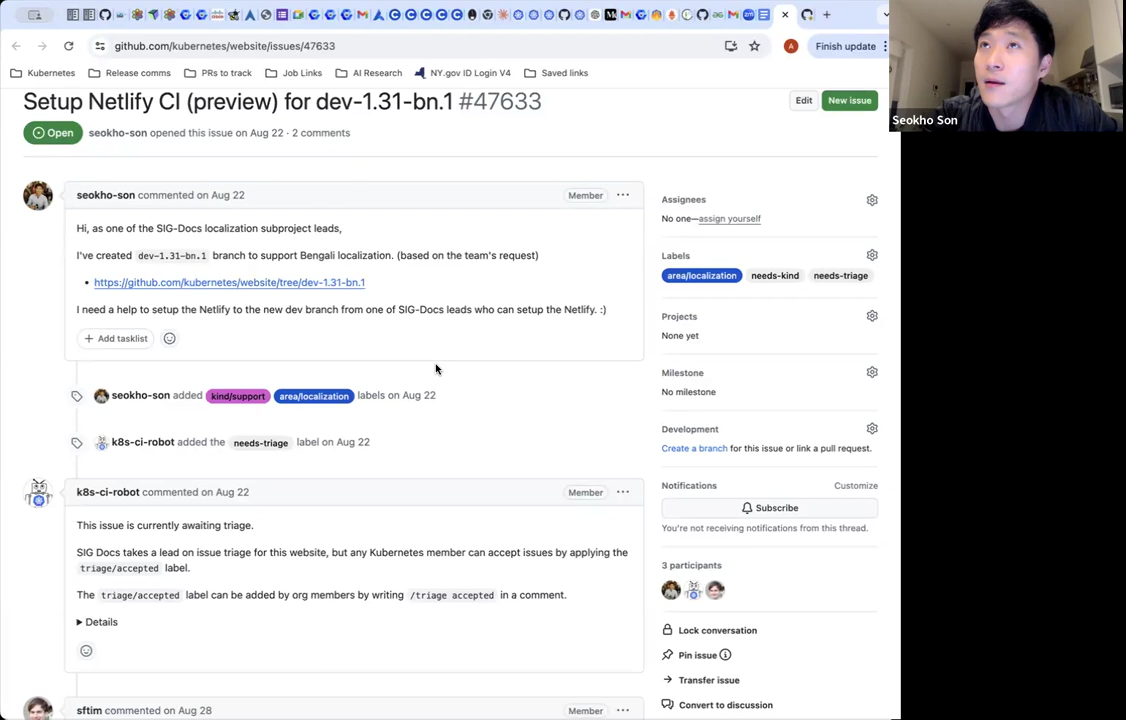 github.com/kubernetes/website/issues/47633
A
Finish update
Kubernetes
Release comms
PRs to track
Job Links
AI Research
NY.gov ID Login V4
Saved links
Setup Netlify CI (preview) for dev-1.31-bn.1 #47633
Edit
New issue
Open
seokho-son opened this issue on Aug 22 · 2 comments
Seokho Son
seokho-son commented on Aug 22
Member
Hi, as one of the SIG-Docs localization subproject leads,
I've created dev-1.31-bn.1 branch to support Bengali localization. (based on the team's request)
• https://github.com/kubernetes/website/tree/dev-1.31-bn.1
I need a help to setup the Netlify to the new dev branch from one of SIG-Docs leads who can setup the Netlify. :)
Add tasklist
seokho-son added kind/support area/localization labels on Aug 22
k8s-ci-robot added the needs-triage label on Aug 22
k8s-ci-robot commented on Aug 22
Member
This issue is currently awaiting triage.
SIG Docs takes a lead on issue triage for this website, but any Kubernetes member can accept issues by applying the
triage/accepted label.
The triage/accepted label can be added by org members by writing /triage accepted in a comment.
Details
sftim commented on Aug 28
Member
Assignees
No one—assign yourself
Labels
area/localization needs-kind needs-triage
Projects
None yet
Milestone
No milestone
Development
Create a branch for this issue or link a pull request.
Notifications
Customize
Subscribe
You're not receiving notifications from this thread.
3 participants
Lock conversation
Pin issue
Transfer issue
Convert to discussion